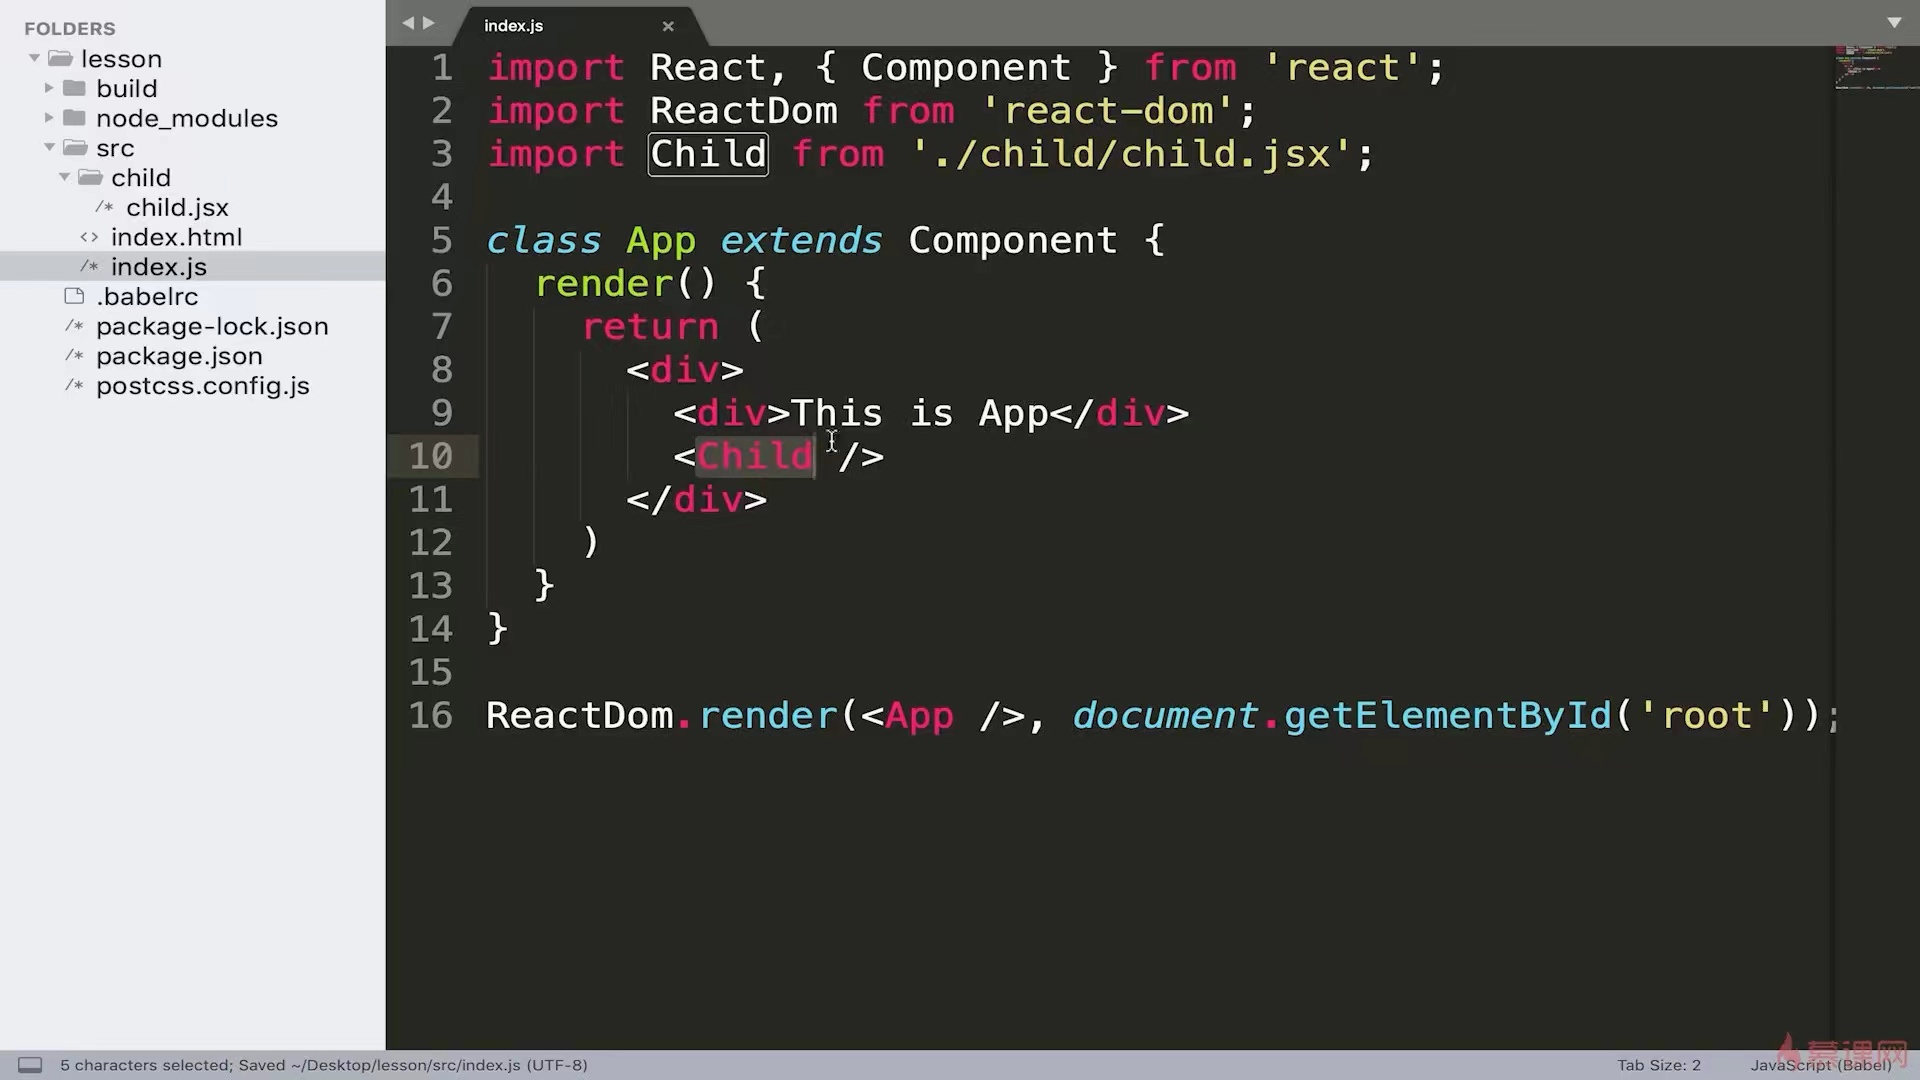 FOLDERS
lesson
build
node_modules
src
child
/* child.jsx
<> index.html
/* index.js
.babelrc
/* package-lock.json
/* package.json
/* postcss.config.js
index.js ×
1 import React, { Component } from 'react';
2 import ReactDom from 'react-dom';
3 import Child from './child/child.jsx';
4
5 class App extends Component {
6 render() {
7 return (
8 <div>
9 <div>This is App</div>
10 <Child />
11 </div>
12 )
13 }
14 }
15
16 ReactDom.render(<App />, document.getElementById('root'));
5 characters selected; Saved ~/Desktop/lesson/src/index.js (UTF-8)
Tab Size: 2
JavaScript (Babel)
慕课网